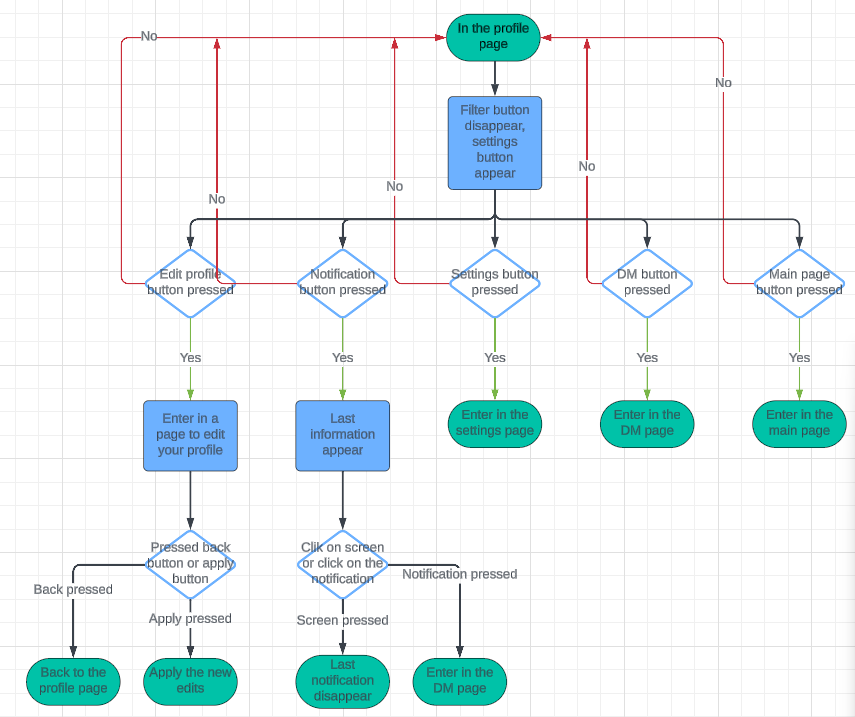 In the profile
page
No
No
Filter button
disappear,
settings
button
appear
No
No
No
Edit profile
button pressed
Notification
button pressed
Settings button
pressed
DM button
pressed
Main page
button pressed
Yes
Yes
Yes
Yes
Yes
Enter in a
page to edit
your profile
Last
information
appear
Enter in the
settings page
Enter in the
DM page
Enter in the
main page
Pressed back
button or apply
button
Clik on screen
or click on the
notification
Back pressed
Apply pressed
Screen pressed
Notification pressed
Back to the
profile page
Apply the new
edits
Last
notification
disappear
Enter in the
DM page